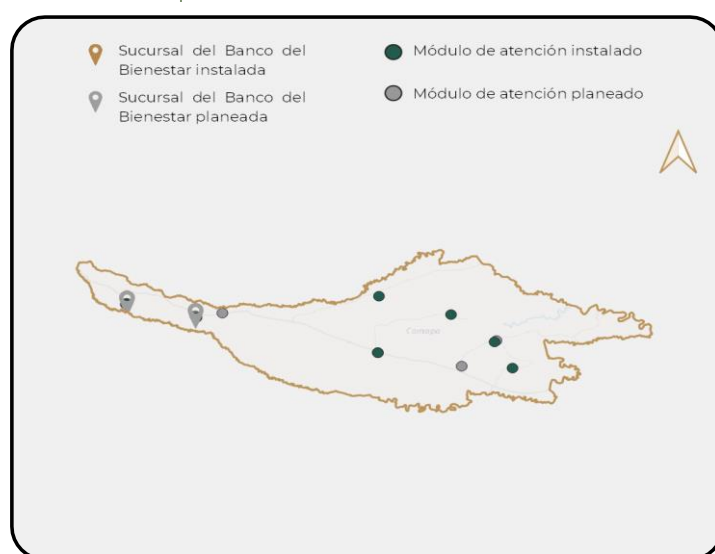 Sucursal del Banco del
Bienestar instalada
Sucursal del Banco del
Bienestar planeada
Módulo de atención instalado
Módulo de atención planeado